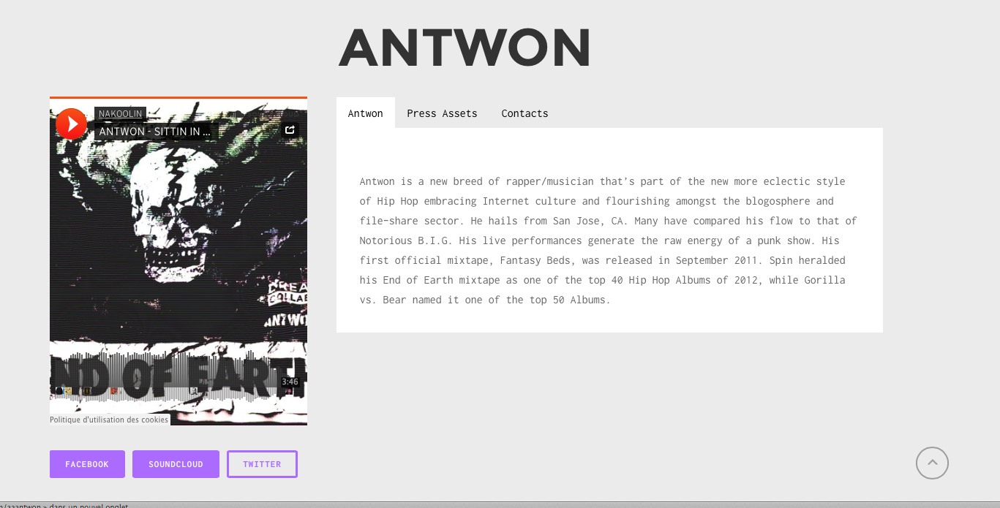 ANTWON
NAKOOLIN
ANTWON - SITTIN IN ...
Antwon
Press Assets
Contacts
Antwon is a new breed of rapper/musician that's part of the new more eclectic style
of Hip Hop embracing Internet culture and flourishing amongst the blogosphere and
file-share sector. He hails from San Jose, CA. Many have compared his flow to that of
Notorious B.I.G. His live performances generate the raw energy of a punk show. His
first official mixtape, Fantasy Beds, was released in September 2011. Spin heralded
his End of Earth mixtape as one of the top 40 Hip Hop Albums of 2012, while Gorilla
vs. Bear named it one of the top 50 Albums.
ANTWO
ND OF EARTH
3:46
Politique d'utilisation des cookies
FACEBOOK
SOUNDCLOUD
TWITTER
/aaantwon » dans un nouvel onglet